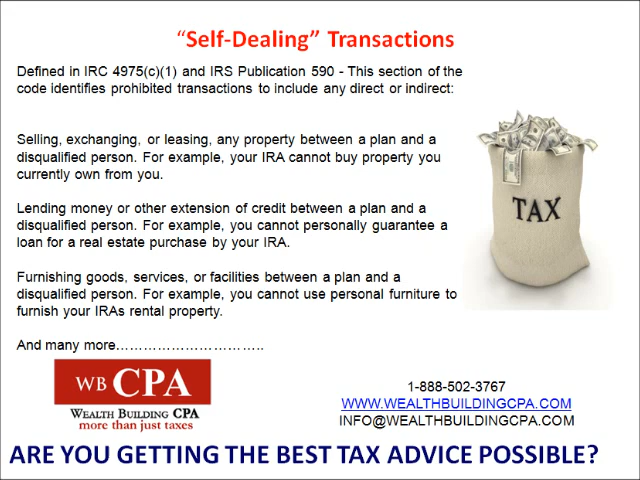 “Self-Dealing” Transactions
Defined in IRC 4975(c)(1) and IRS Publication 590 - This section of the
code identifies prohibited transactions to include any direct or indirect:
Selling, exchanging, or leasing, any property between a plan and a
disqualified person. For example, your IRA cannot buy property you
currently own from you.
Lending money or other extension of credit between a plan and a
disqualified person. For example, you cannot personally guarantee a
loan for a real estate purchase by your IRA.
Furnishing goods, services, or facilities between a plan and a
disqualified person. For example, you cannot use personal furniture to
furnish your IRAs rental property.
And many more…………………………..
TAX
WB CPA
WEALTH BUILDING CPA
more than just taxes
1-888-502-3767
WWW.WEALTHBUILDINGCPA.COM
INFO@WEALTHBUILDINGCPA.COM
ARE YOU GETTING THE BEST TAX ADVICE POSSIBLE?